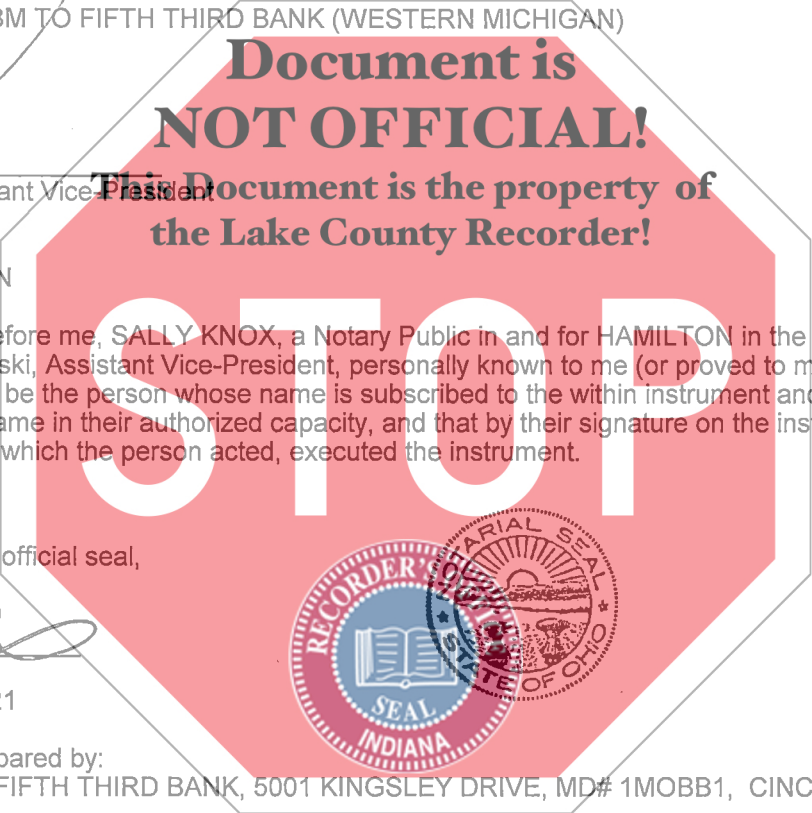 BM TO FIFTH THIRD BANK (WESTERN MICHIGAN)
Document is
NOT OFFICIAL!
This Document is the property of
the Lake County Recorder!
ant Vice-President
N
STOP
efore me, SALLY KNOX, a Notary Public in and for HAMILTON in the
ski, Assistant Vice-President, personally known to me (or proved to m
be the person whose name is subscribed to the within instrument and
ame in their authorized capacity, and that by their signature on the ins
which the person acted, executed the instrument.
official seal,
RECORDER'S OFFICE
SEAL
INDIANA
NOTARIAL SEAL
STATE OF OHIO
21
pared by:
FIFTH THIRD BANK, 5001 KINGSLEY DRIVE, MD# 1MOBB1, CINC